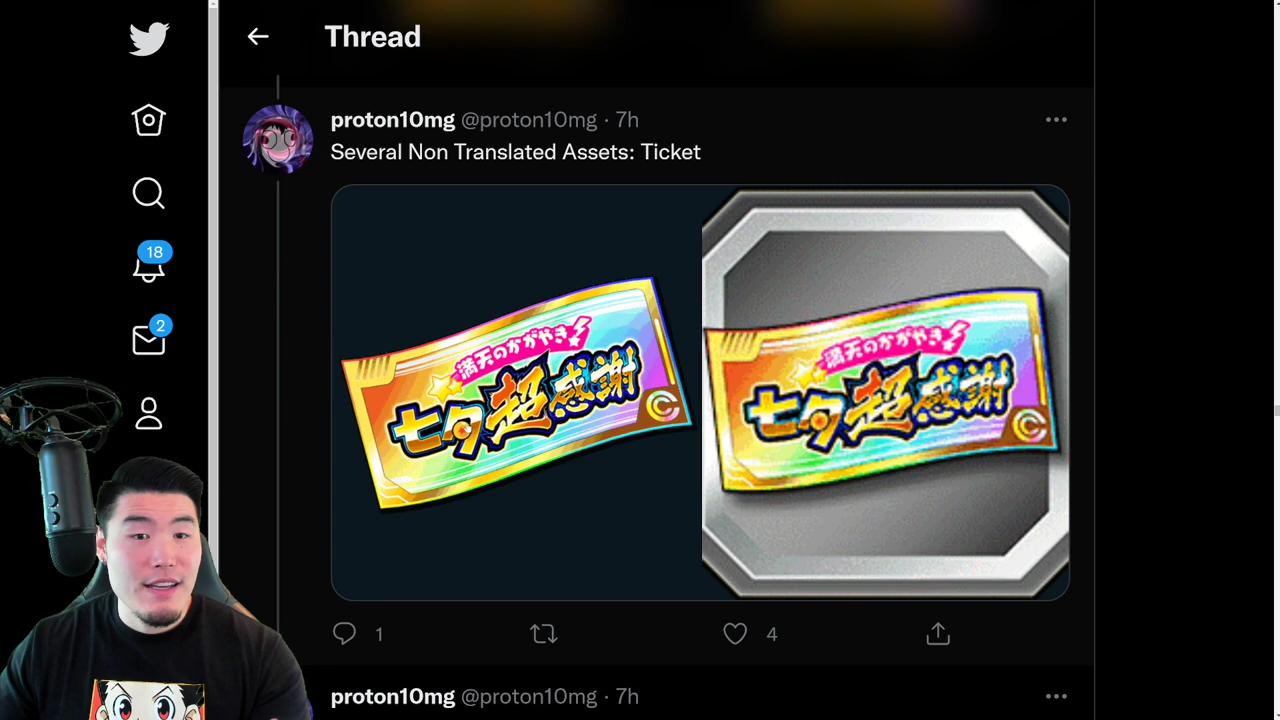 Thread
proton10mg @proton10mg · 7h
Several Non Translated Assets: Ticket
18
2
満天のかがやき!
七夕超感謝
C
満天のかがやき!
七夕超感謝
C
1
4
proton10mg @proton10mg · 7h